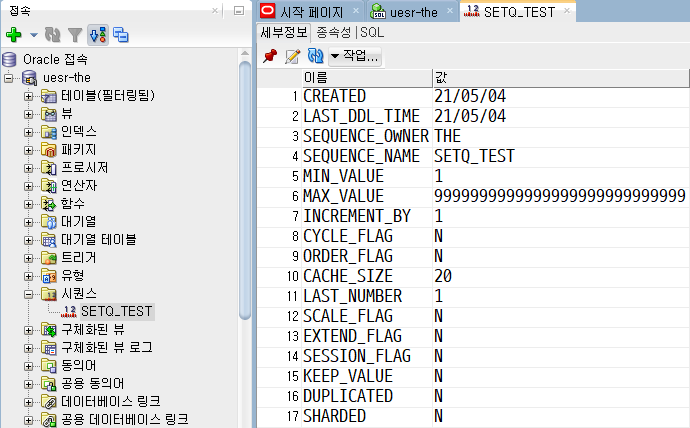 접속
Oracle 접속
uesr-the
테이블(필터링됨)
뷰
인덱스
패키지
프로시저
연산자
함수
대기열
대기열 테이블
트리거
유형
시퀀스
SETQ_TEST
구체화된 뷰
구체화된 뷰 로그
동의어
공용 동의어
데이터베이스 링크
공용 데이터베이스 링크
시작 페이지 uesr-the SETQ_TEST
세부정보 종속성 SQL
작업...
이름 값
1 CREATED 21/05/04
2 LAST_DDL_TIME 21/05/04
3 SEQUENCE_OWNER THE
4 SEQUENCE_NAME SETQ_TEST
5 MIN_VALUE 1
6 MAX_VALUE 9999999999999999999999999999
7 INCREMENT_BY 1
8 CYCLE_FLAG N
9 ORDER_FLAG N
10 CACHE_SIZE 20
11 LAST_NUMBER 1
12 SCALE_FLAG N
13 EXTEND_FLAG N
14 SESSION_FLAG N
15 KEEP_VALUE N
16 DUPLICATED N
17 SHARDED N